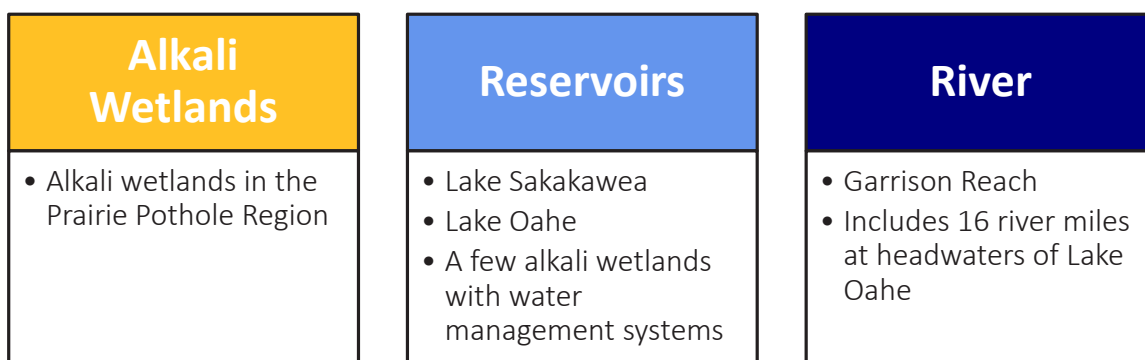 Alkali
Wetlands
• Alkali wetlands in the
Prairie Pothole Region
Reservoirs
• Lake Sakakawea
• Lake Oahe
• A few alkali wetlands
with water
management systems
River
• Garrison Reach
• Includes 16 river miles
at headwaters of Lake
Oahe